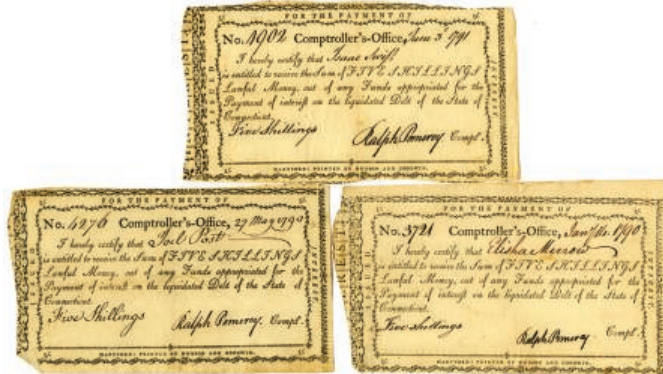 FOR THE PAYMENT OF
No. 4902 Comptroller's-Office, June 3 1791
I hereby certify that Isaac Swift
is entitled to receive the Sum of FIVE SHILLINGS
Lawful Money, out of any Funds appropriated for the
Payment of interest on the liquidated Debt of the State of
Connecticut.
Five Shillings Ralph Pomeroy Compt.
HARTFORD: PRINTED BY HUDSON AND GOODWIN.
FOR THE PAYMENT OF
No. 4276 Comptroller's-Office, 27 May 1790
I hereby certify that Joel Post
is entitled to receive the Sum of FIVE SHILLINGS
Lawful Money, out of any Funds appropriated for the
Payment of interest on the liquidated Debt of the State of
Connecticut.
Five Shillings Ralph Pomeroy. Compt.
HARTFORD: PRINTED BY HUDSON AND GOODWIN.
FOR THE PAYMENT OF
No. 3721 Comptroller's-Office, 1790
I hereby certify that Elisha Merrow
is entitled to receive the Sum of FIVE SHILLINGS
Lawful Money, out of any Funds appropriated for the
Payment of interest on the liquidated Debt of the State of
Connecticut.
Five shillings Ralph Pomeroy Compt.
HARTFORD: PRINTED BY HUDSON AND GOODWIN.